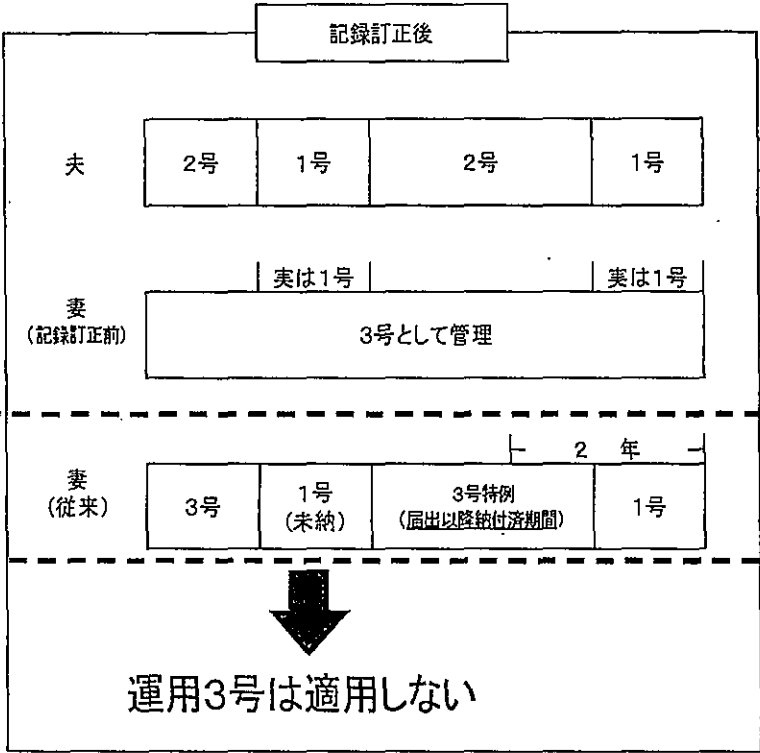 記録訂正後
夫
2号
1号
2号
1号
実は1号
実は1号
妻
(記録訂正前)
3号として管理
2 年
妻
(従来)
3号
1号
(未納)
3号特例
(届出以降納付済期間)
1号
運用3号は適用しない